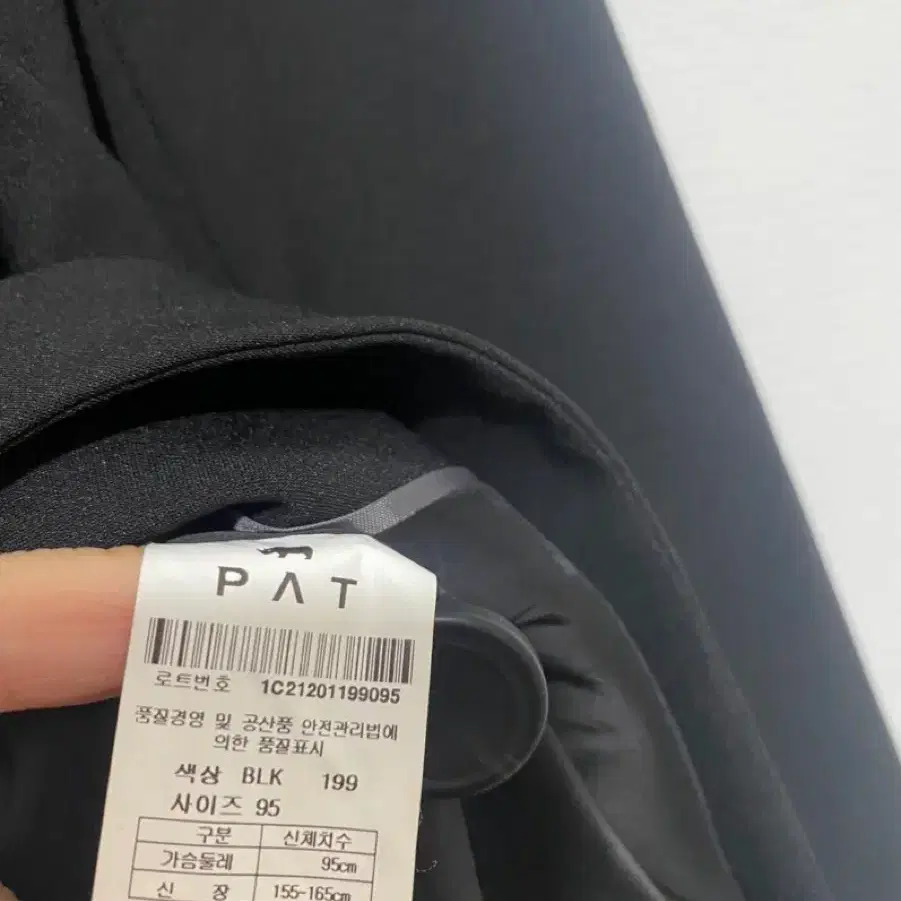 PΛT
로트번호 1C21201199095
품질경영 및 공산품 안전관리법에
의한 품질표시
색상 BLK 199
사이즈 95
구분 신체치수
가슴둘레 95cm
신 장 155-165cm